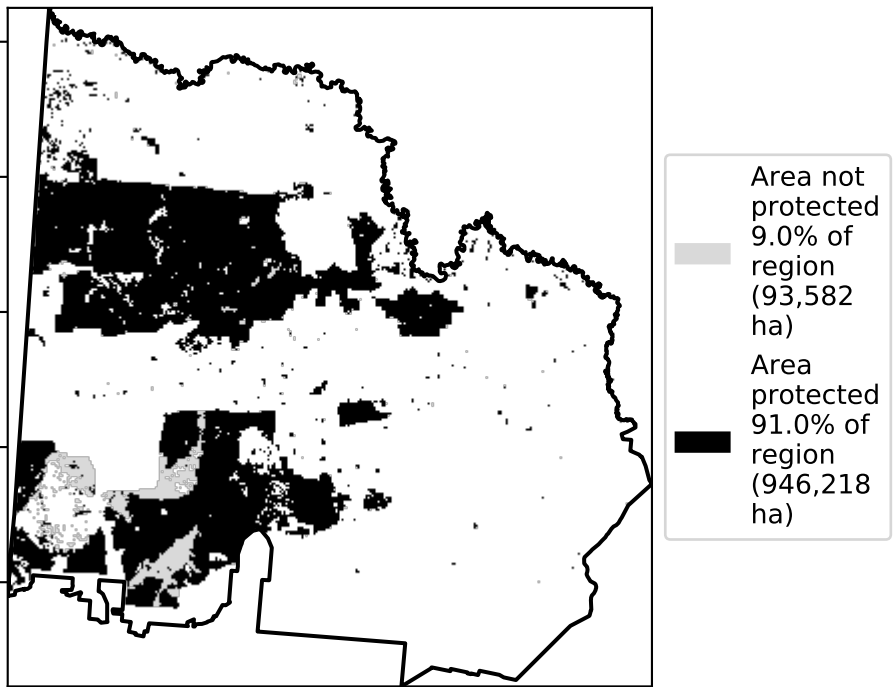 Area not
protected
9.0% of
region
(93,582
ha)
Area
protected
91.0% of
region
(946,218
ha)